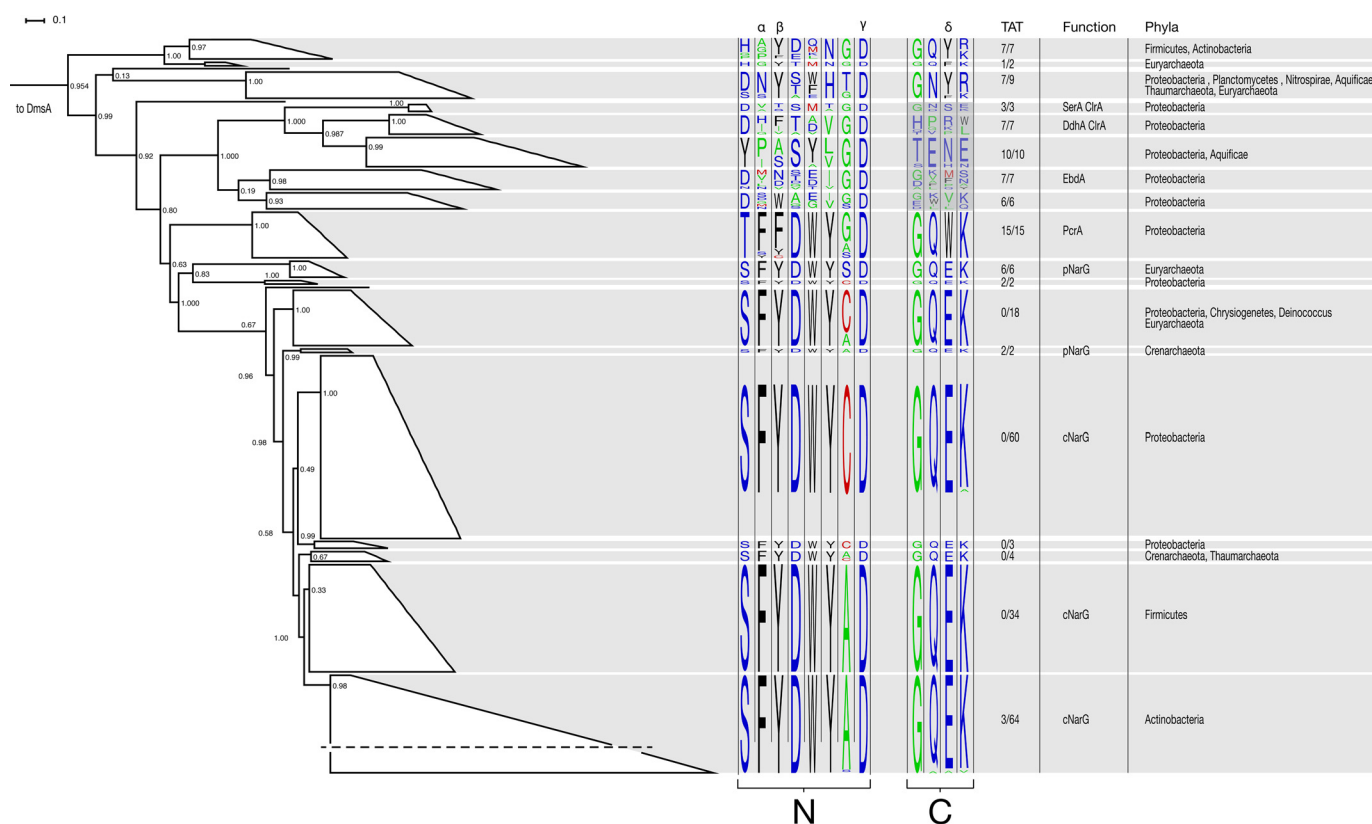 0.1
α β γ δ TAT Function Phyla
0.97
1.00
H Y D N G D G Q Y R 7/7 Firmicutes, Actinobacteria
1/2 Euryarchaeota
0.13
1.00
D N Y S W H T D G N Y R 7/9 Proteobacteria , Planctomycetes , Nitrospirae, Aquificae
Thaumarchaeota, Euryarchaeota
0.954
to DmsA
0.99
1.00
3/3 SerA ClrA Proteobacteria
1.000
0.987
D F T V G D H P R W 7/7 DdhA ClrA Proteobacteria
0.92
1.000
0.99
Y P A S Y L G D T E N E 10/10 Proteobacteria, Aquificae
0.98
0.19
7/7 EbdA Proteobacteria
0.93
6/6 Proteobacteria
0.80
1.00
T F F D W Y G D G Q W K 15/15 PcrA Proteobacteria
0.63
0.83
1.00
1.00
S F Y D W Y S D G Q E K 6/6 pNarG Euryarchaeota
S F Y D W Y C D G Q E K 2/2 Proteobacteria
1.000
1.00
0.67
S F Y D W Y C D G Q E K 0/18 Proteobacteria, Chrysiogenetes, Deinococcus
A Euryarchaeota
0.99
S F Y D W Y A D G Q E K 2/2 pNarG Crenarchaeota
0.96
1.00
0.98
S F Y D W Y C D G Q E K 0/60 cNarG Proteobacteria
0.49
0.58
0.99
S F Y D W Y C D G Q E K 0/3 Proteobacteria
0.67
S F Y D W Y A D G Q E K 0/4 Crenarchaeota, Thaumarchaeota
0.33
S F Y D W Y A D G Q E K 0/34 cNarG Firmicutes
1.00
0.98
S F Y D W Y A D G Q E K 3/64 cNarG Actinobacteria
N C